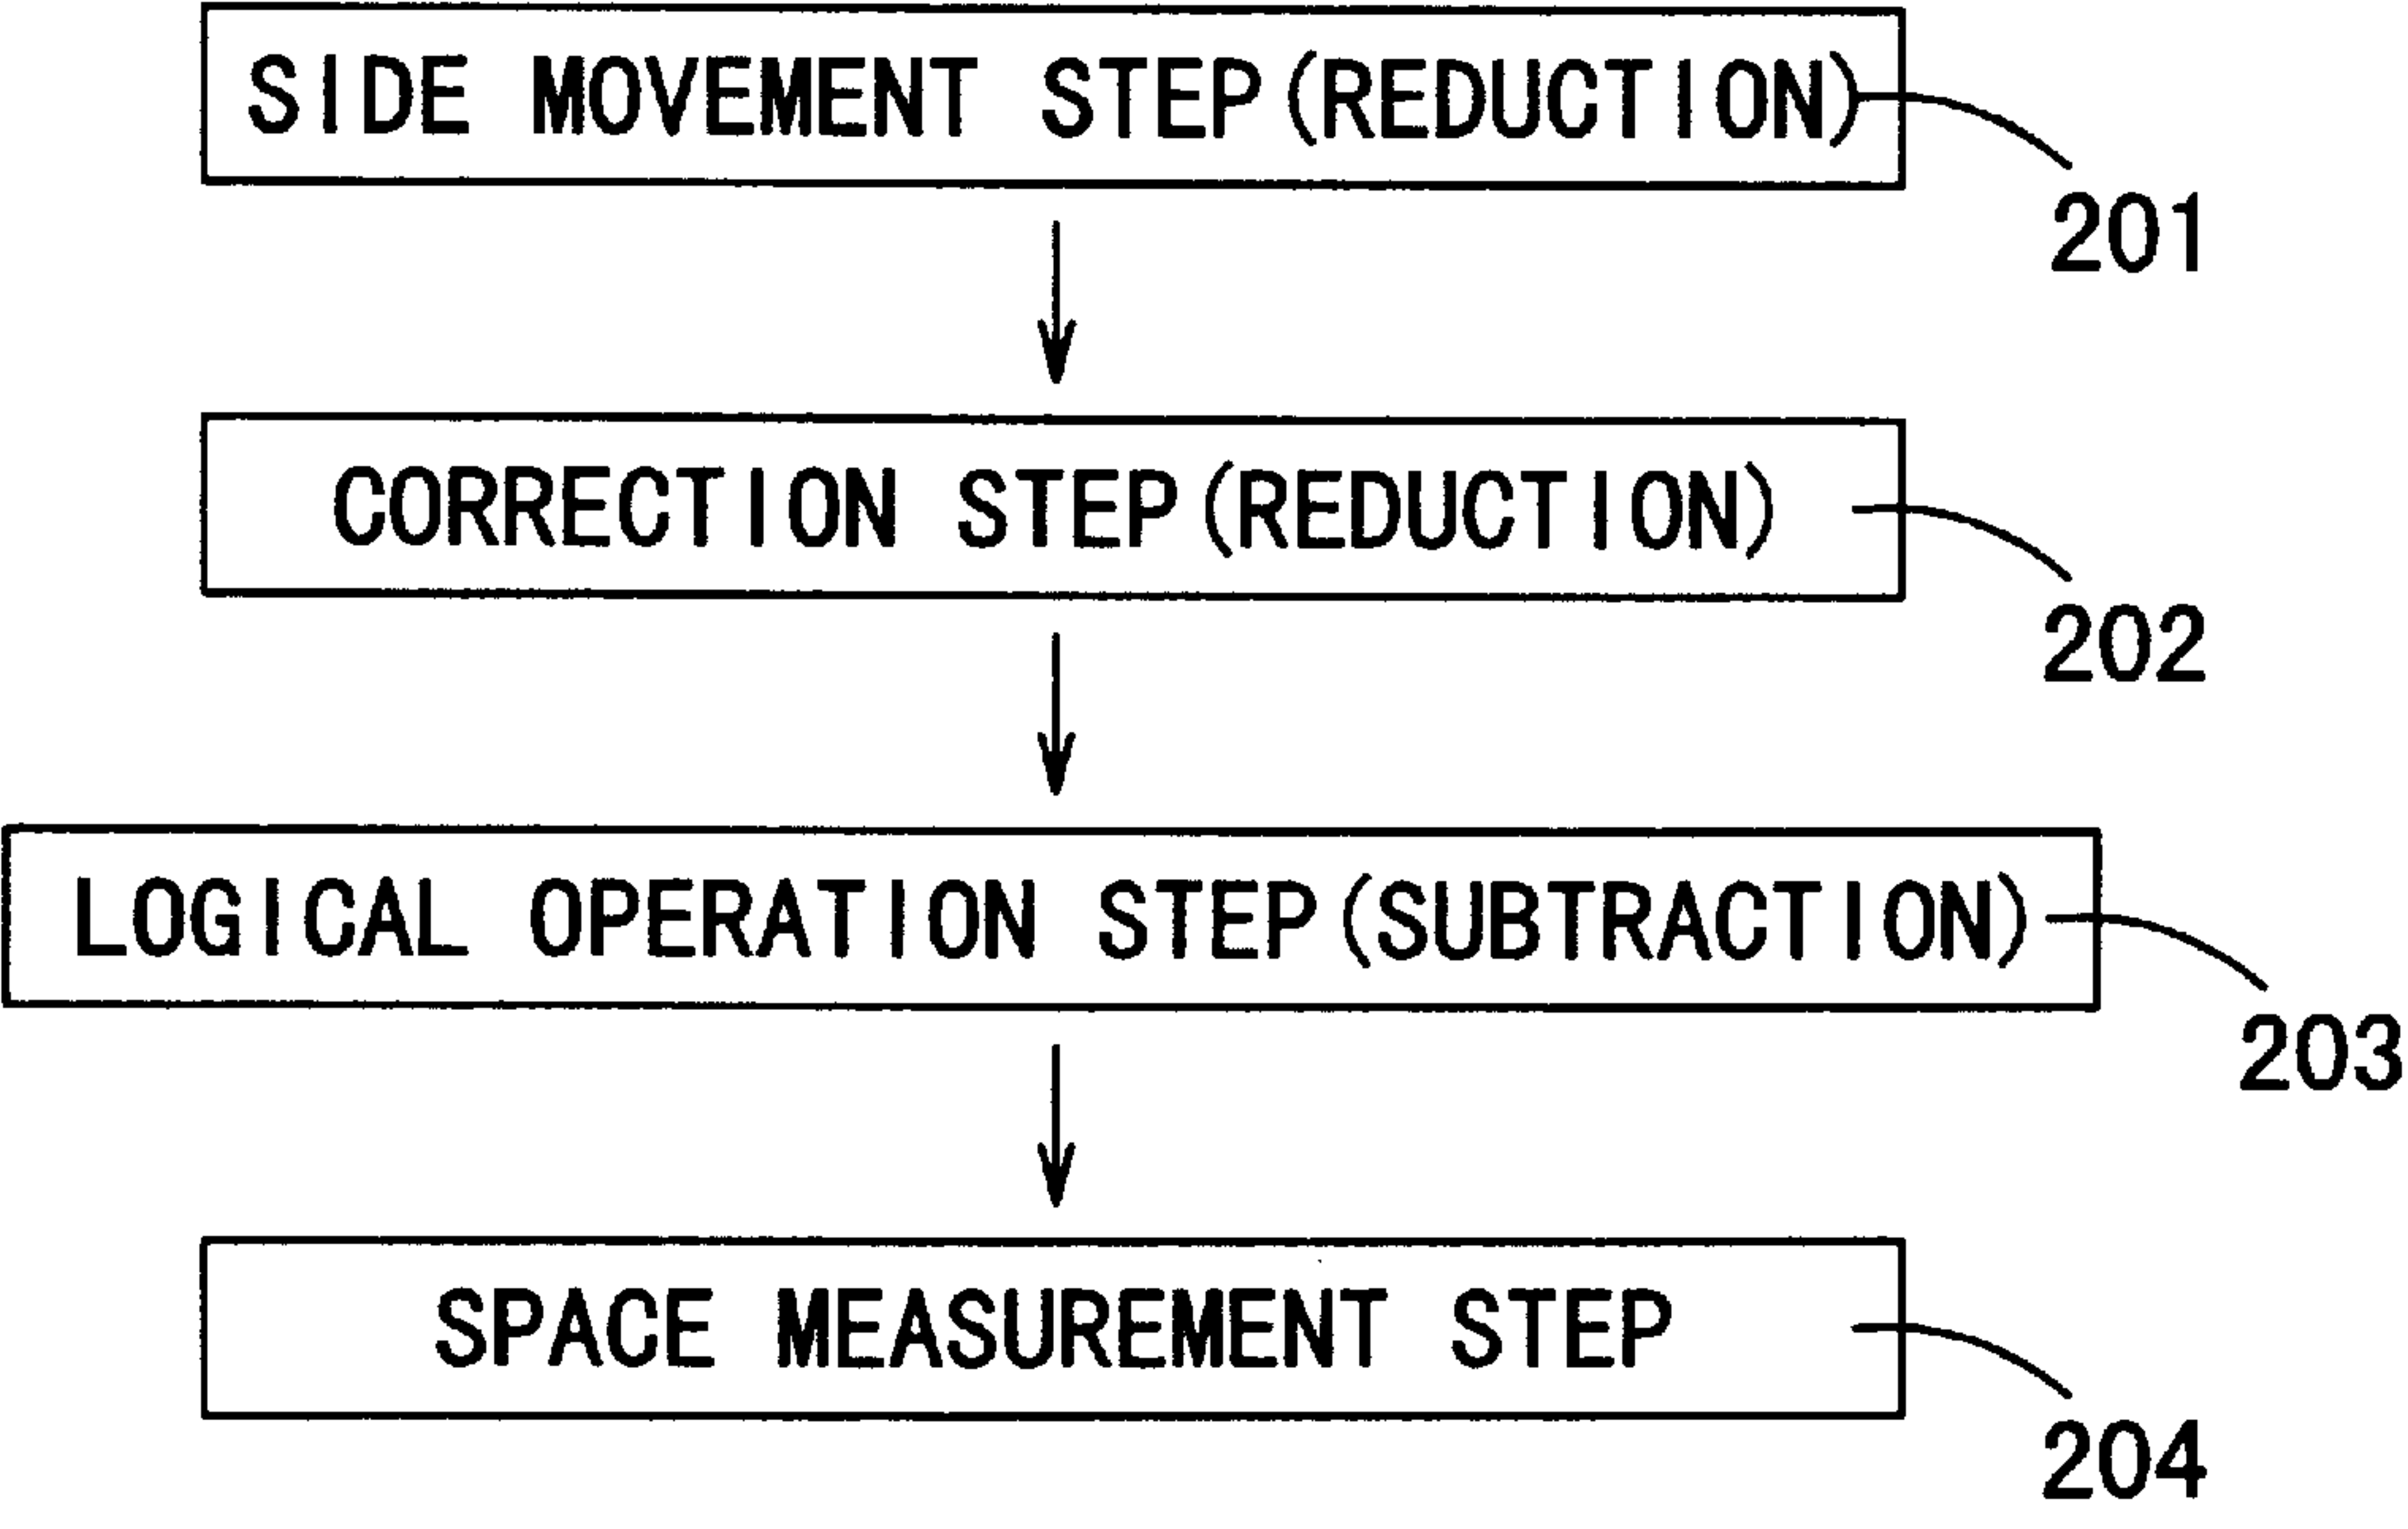 SIDE MOVEMENT STEP(REDUCTION)
201
CORRECTION STEP(REDUCTION)
202
LOGICAL OPERATION STEP(SUBTRACTION)
203
SPACE MEASUREMENT STEP
204